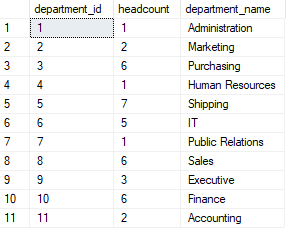 department_id headcount department_name
1 1 1 Administration
2 2 2 Marketing
3 3 6 Purchasing
4 4 1 Human Resources
5 5 7 Shipping
6 6 5 IT
7 7 1 Public Relations
8 8 6 Sales
9 9 3 Executive
10 10 6 Finance
11 11 2 Accounting